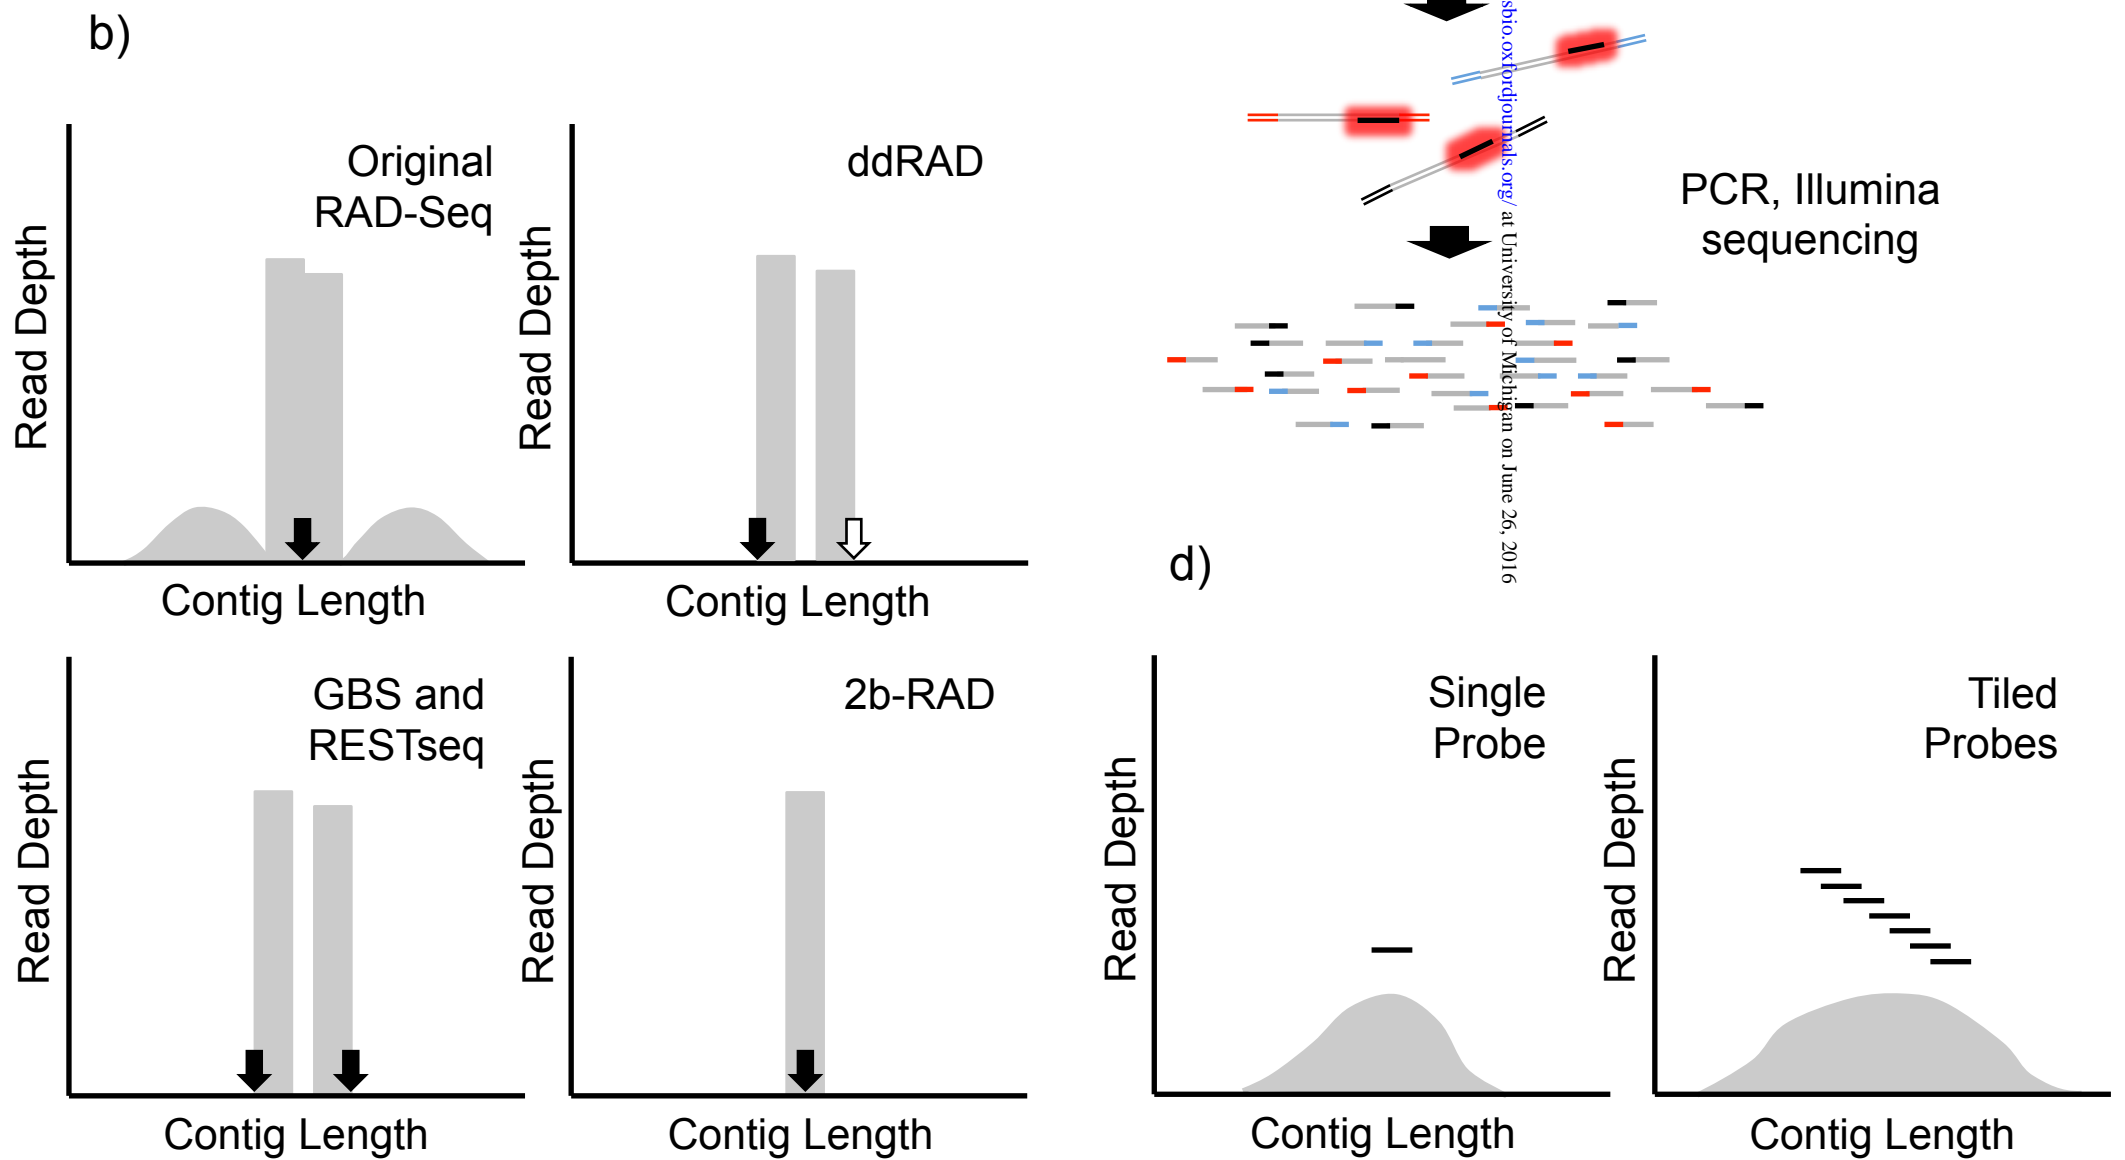 b)
Original
RAD-Seq
Read Depth
Contig Length
ddRAD
Read Depth
Contig Length
GBS and
RESTseq
Read Depth
Contig Length
2b-RAD
Read Depth
Contig Length
PCR, Illumina
sequencing
sbio.oxfordjournals.org/ at University of Michigan on June 26, 2016
d)
Single
Probe
Read Depth
Contig Length
Tiled
Probes
Read Depth
Contig Length